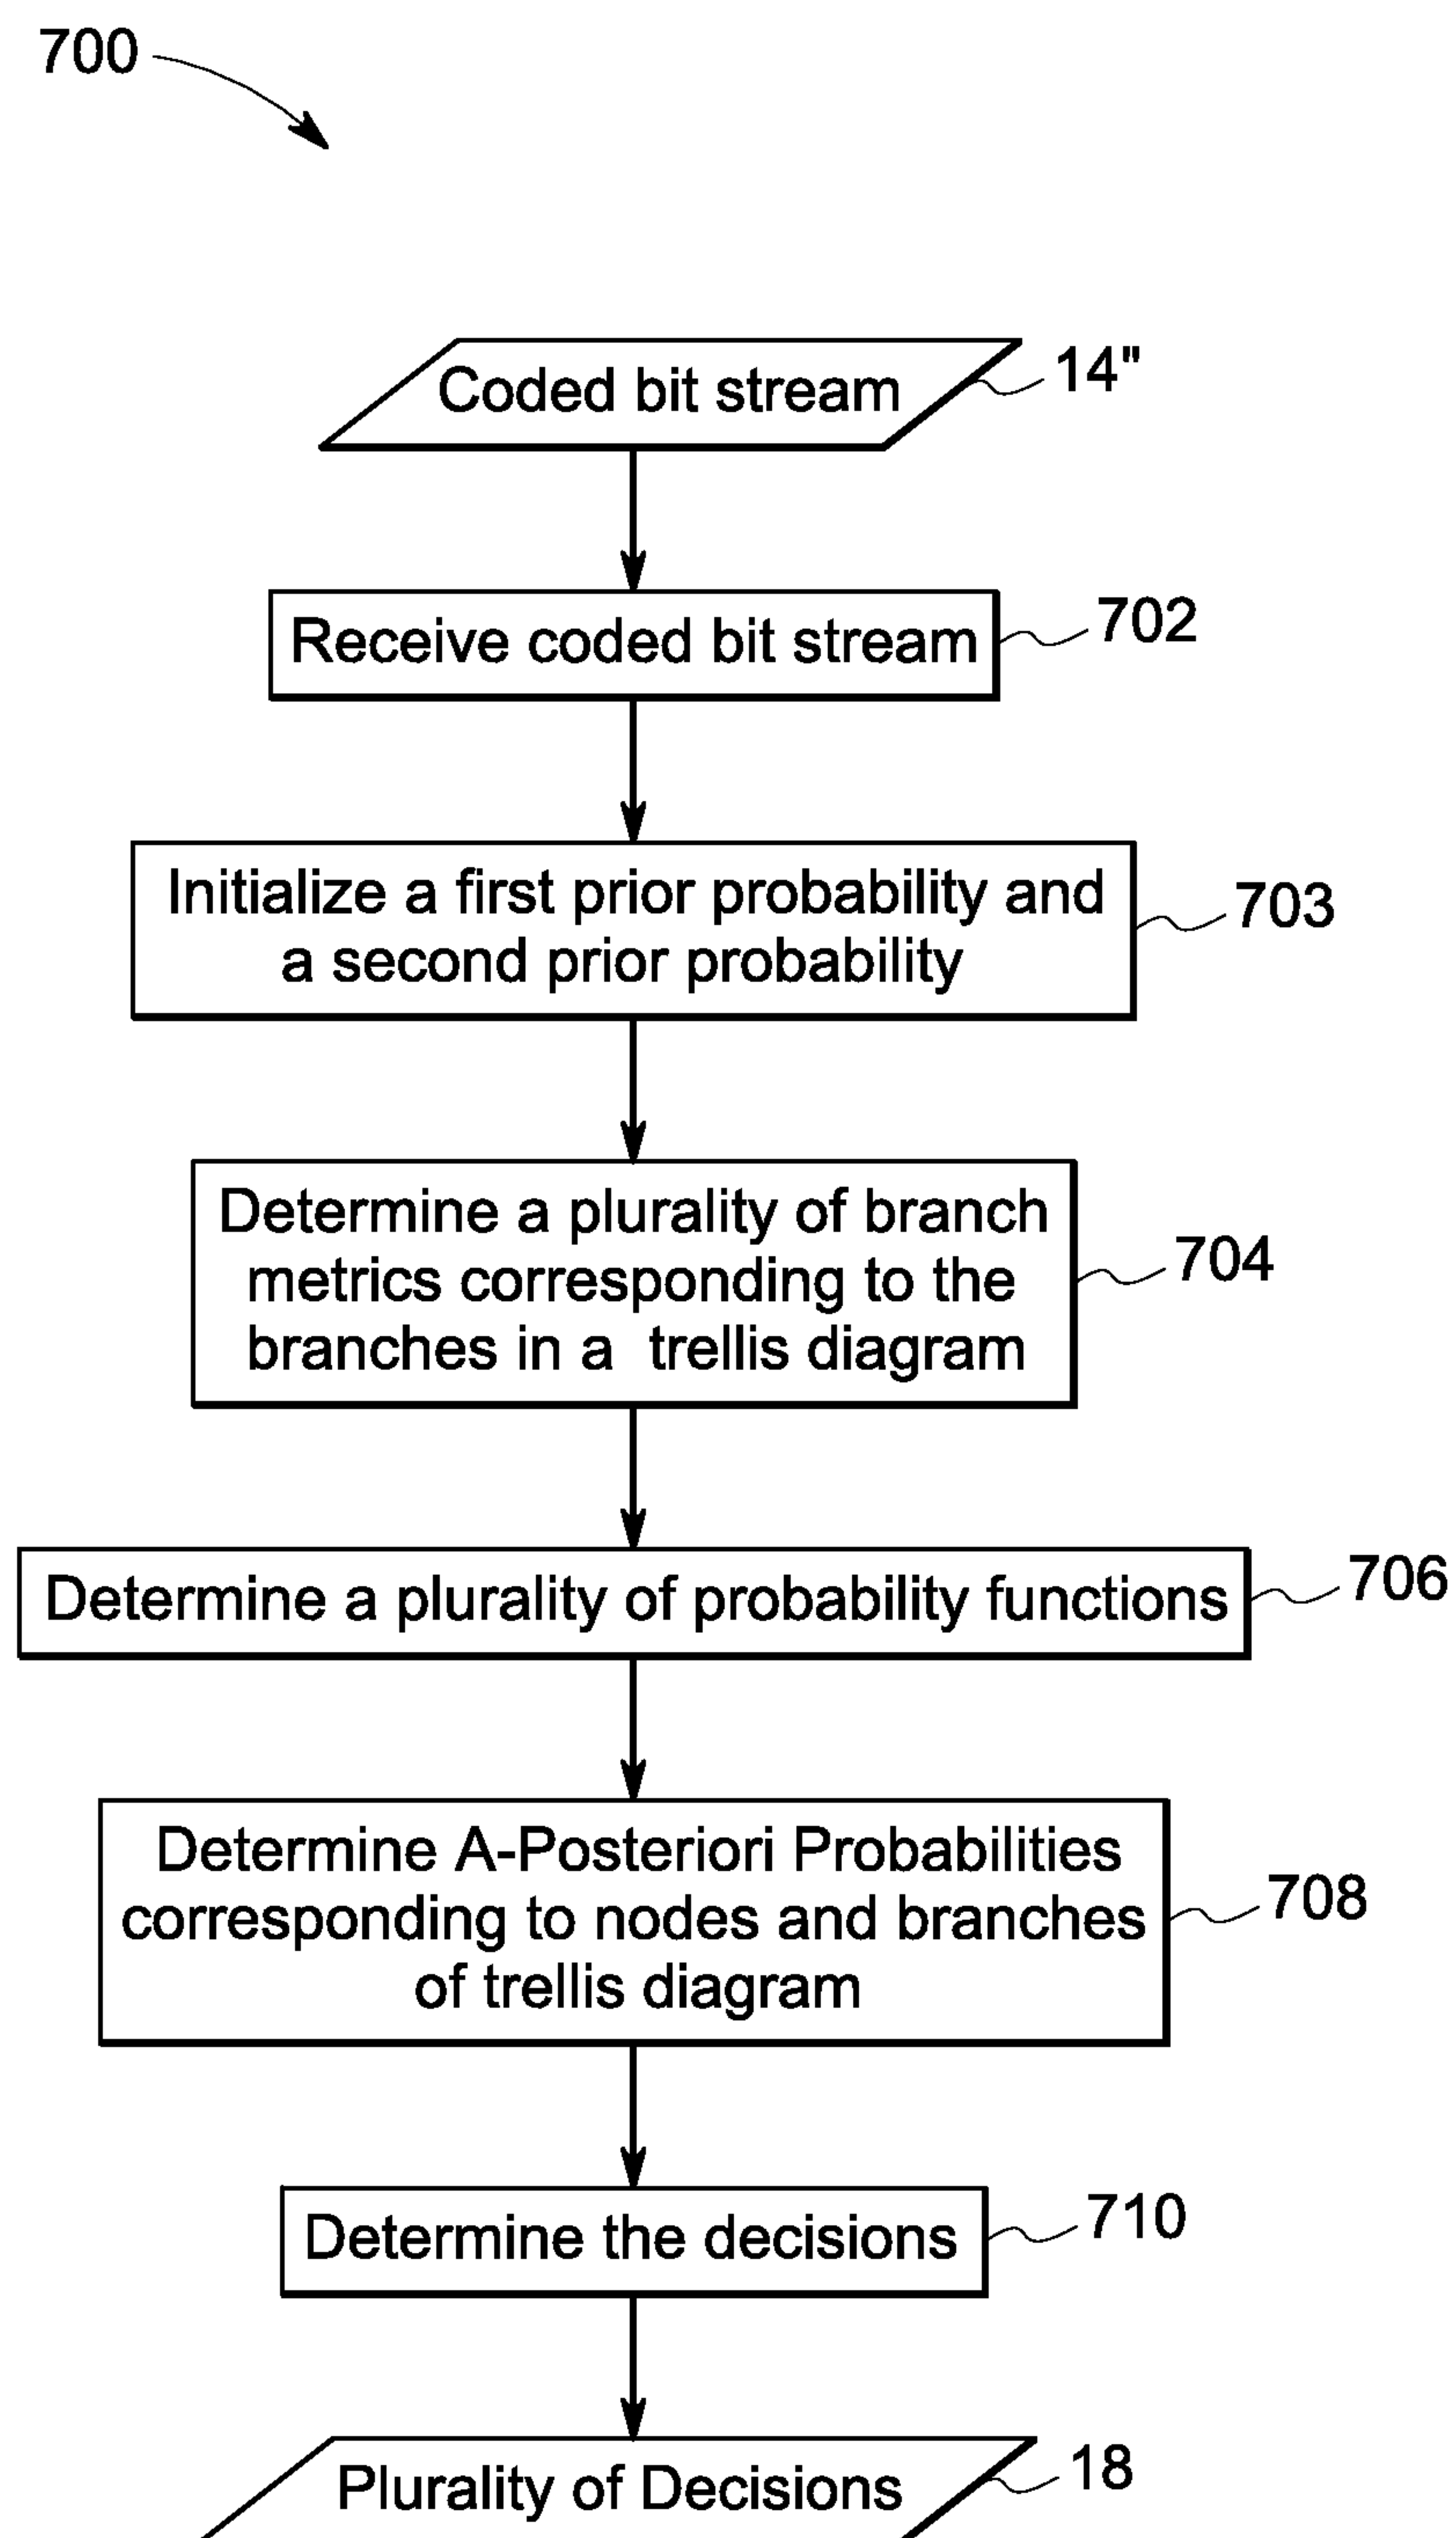 700
Coded bit stream
14"
Receive coded bit stream
702
Initialize a first prior probability and
a second prior probability
703
Determine a plurality of branch
metrics corresponding to the
branches in a trellis diagram
704
Determine a plurality of probability functions
706
Determine A-Posteriori Probabilities
corresponding to nodes and branches
of trellis diagram
708
Determine the decisions
710
Plurality of Decisions
18